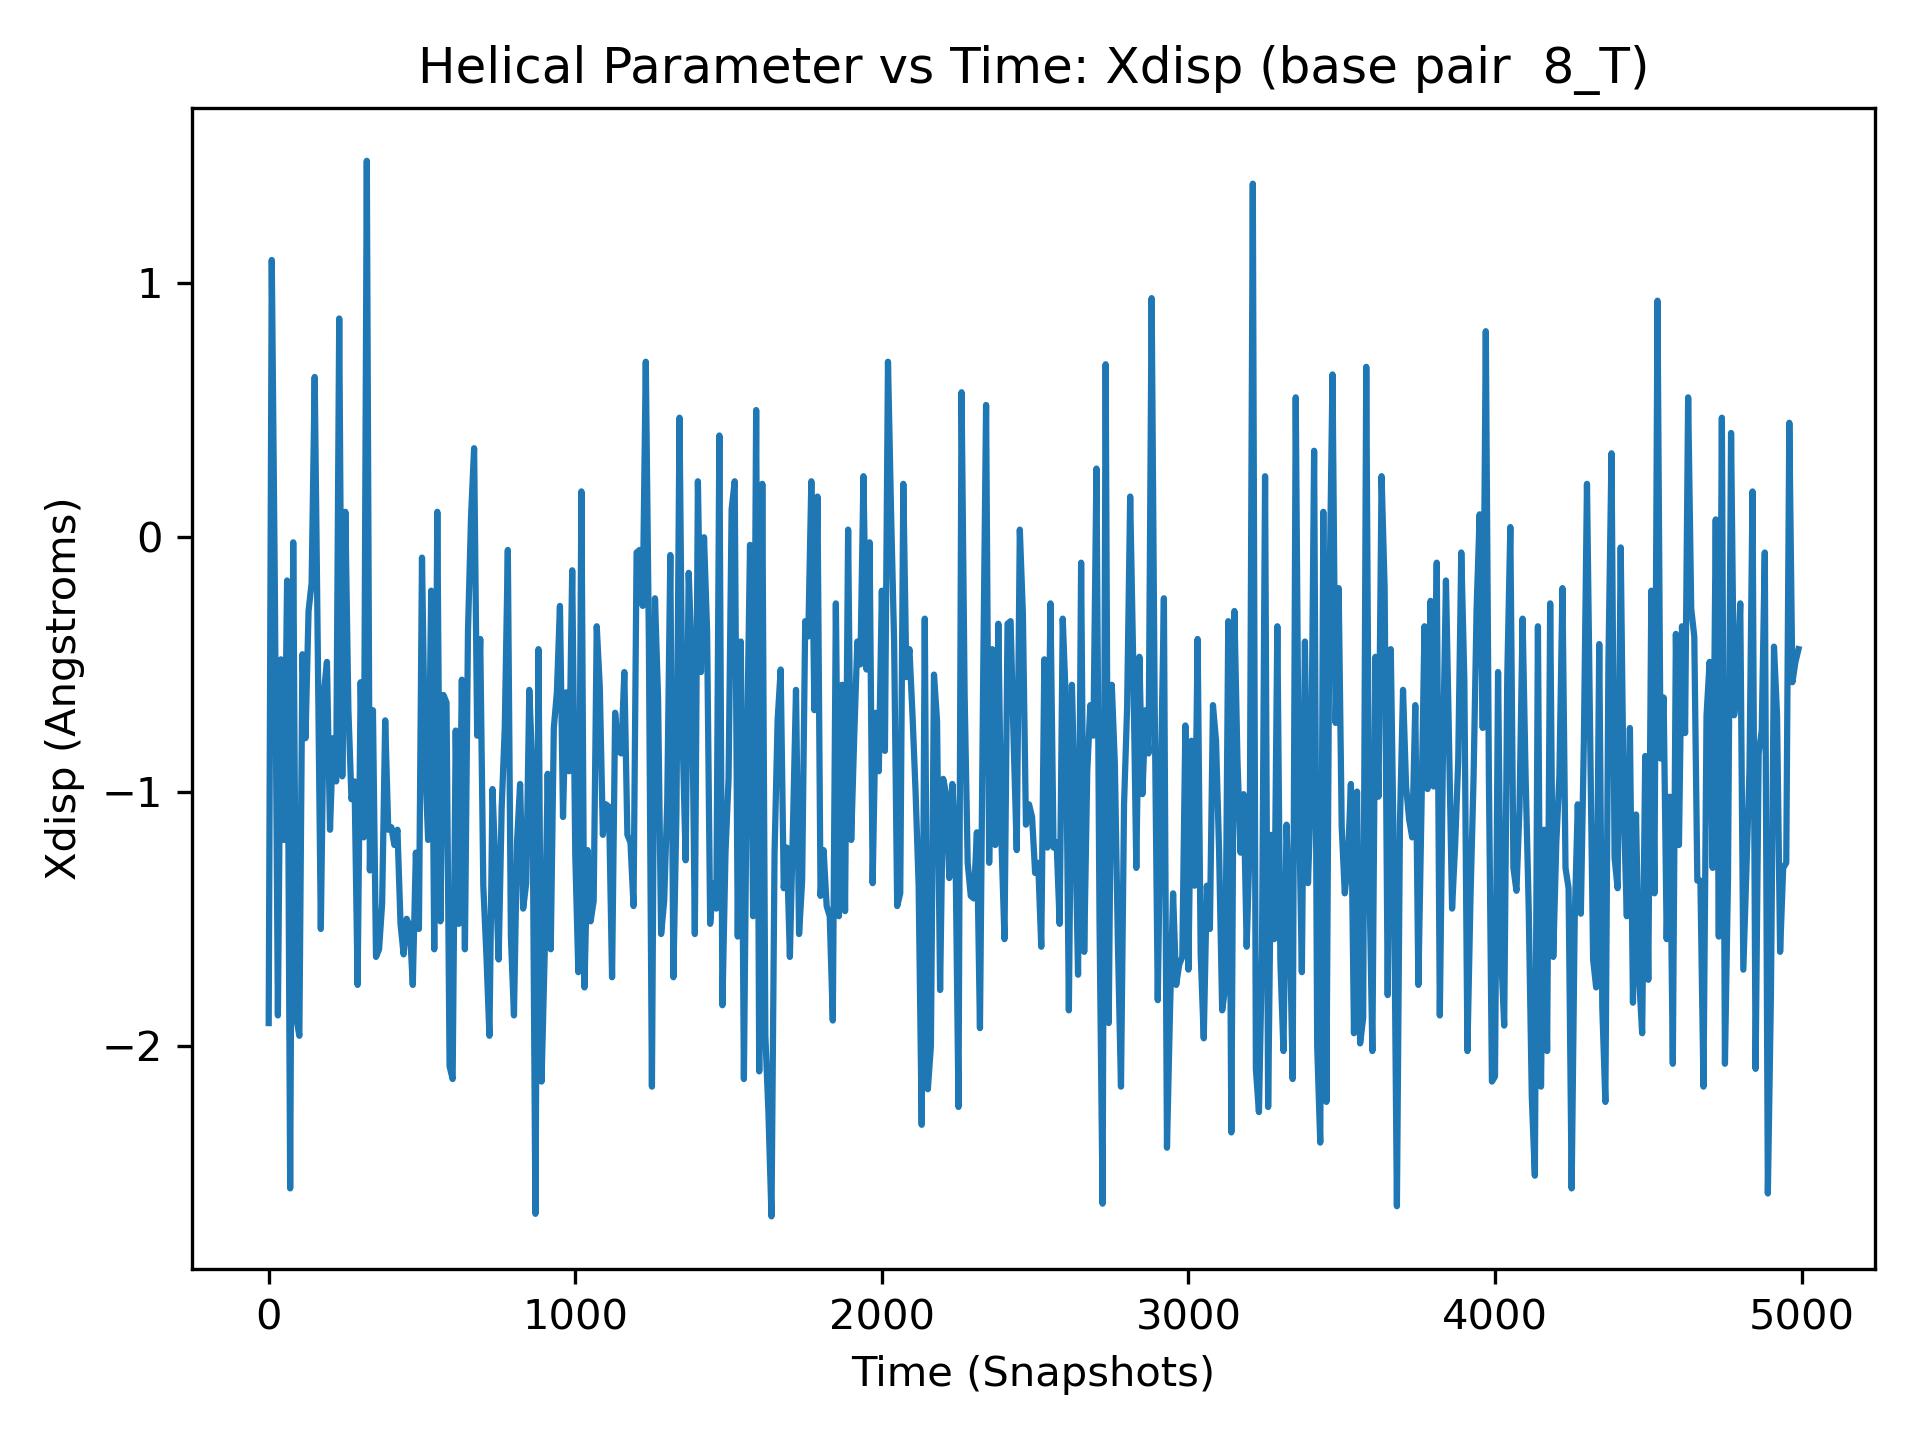 Helical Parameter vs Time: Xdisp (base pair  8_T)
Xdisp (Angstroms)
1
0
−1
−2
0 1000 2000 3000 4000 5000
Time (Snapshots)